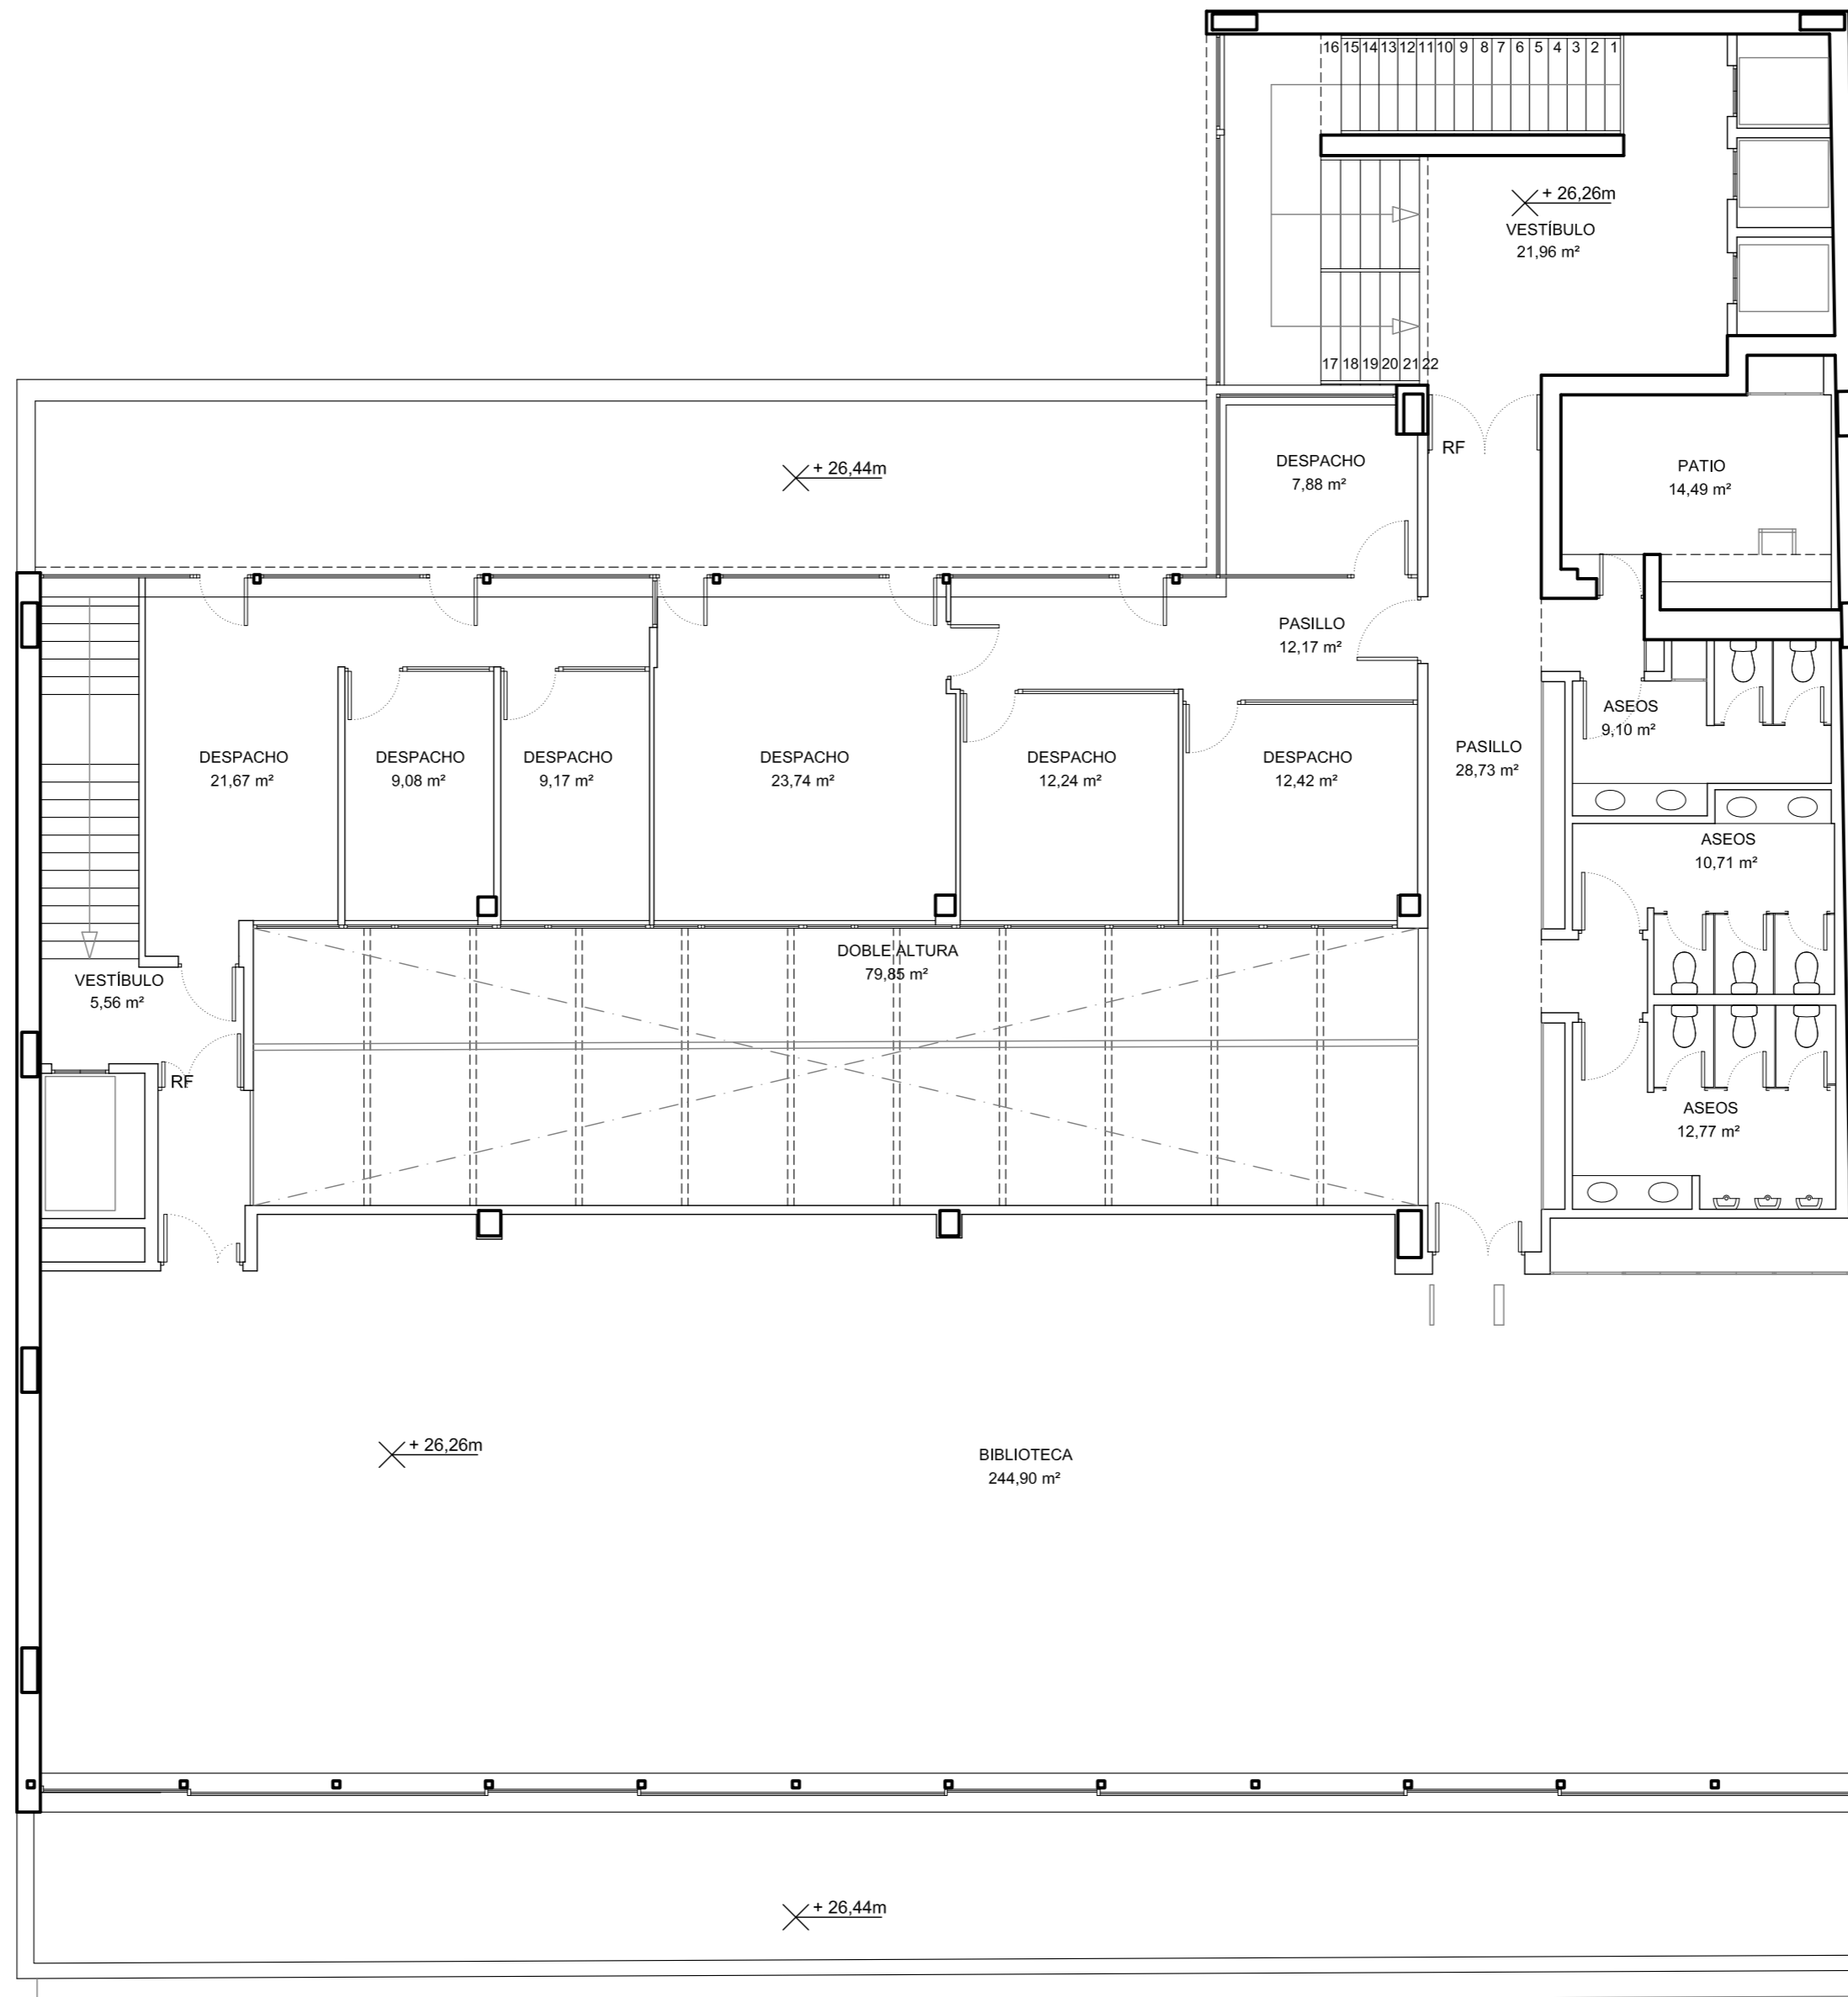 16 15 14 13 12 11 10 9 8 7 6 5 4 3 2 1
+ 26,26m
VESTÍBULO
21,96 m²
17 18 19 20 21 22
+ 26,44m
DESPACHO
7,88 m²
RF
PATIO
14,49 m²
PASILLO
12,17 m²
ASEOS
9,10 m²
DESPACHO
21,67 m²
DESPACHO
9,08 m²
DESPACHO
9,17 m²
DESPACHO
23,74 m²
DESPACHO
12,24 m²
DESPACHO
12,42 m²
PASILLO
28,73 m²
ASEOS
10,71 m²
DOBLE ALTURA
79,85 m²
VESTÍBULO
5,56 m²
RF
ASEOS
12,77 m²
+ 26,26m
BIBLIOTECA
244,90 m²
+ 26,44m